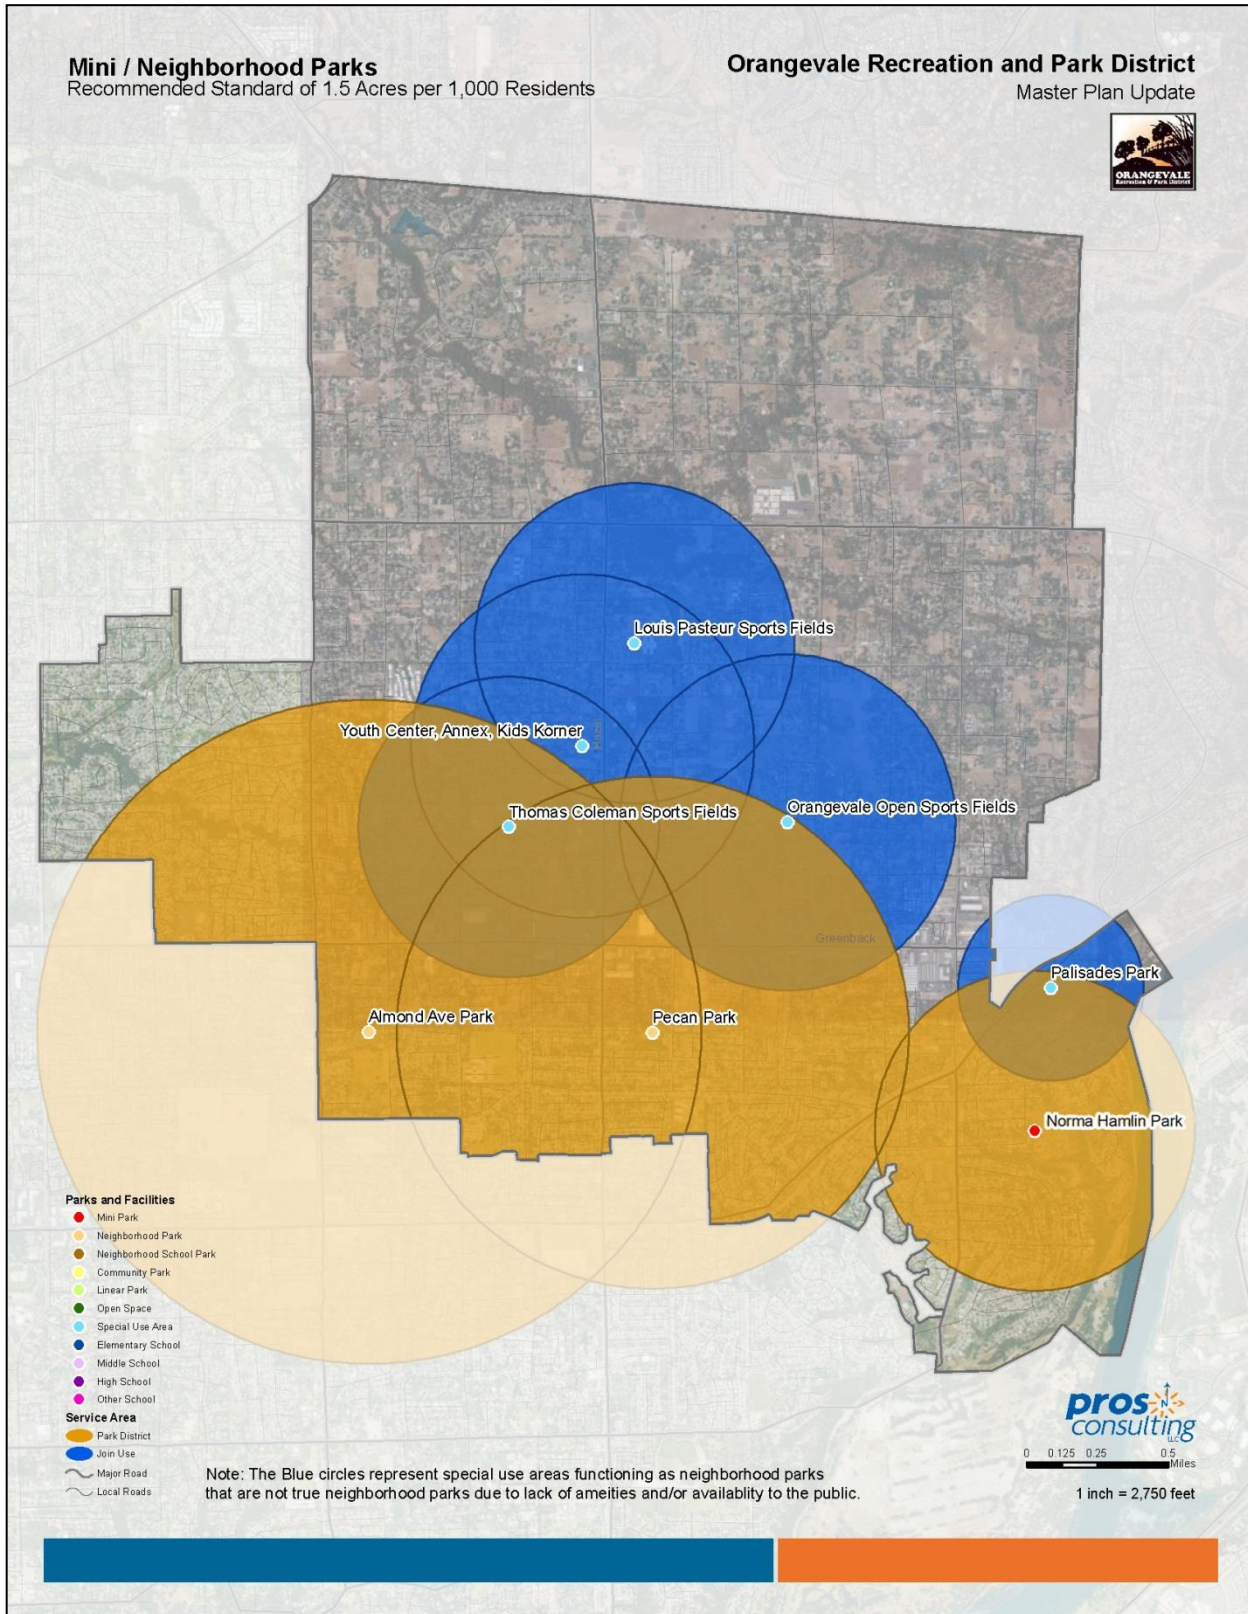 Mini / Neighborhood Parks
Recommended Standard of 1.5 Acres per 1,000 Residents
Orangevale Recreation and Park District
Master Plan Update
ORANGEVALE
Recreation & Park District
Louis Pasteur Sports Fields
Youth Center, Annex, Kids Korner
Hazel
Thomas Coleman Sports Fields
Orangevale Open Sports Fields
Greenback
Palisades Park
Almond Ave Park
Pecan Park
Norma Hamlin Park
Parks and Facilities
Mini Park
Neighborhood Park
Neighborhood School Park
Community Park
Linear Park
Open Space
Special Use Area
Elementary School
Middle School
High School
Other School
Service Area
Park District
Join Use
Major Road
Local Roads
Note: The Blue circles represent special use areas functioning as neighborhood parks
that are not true neighborhood parks due to lack of ameities and/or availablity to the public.
N
pros
consulting
LLC
0 0.125 0.25 0.5
Miles
1 inch = 2,750 feet